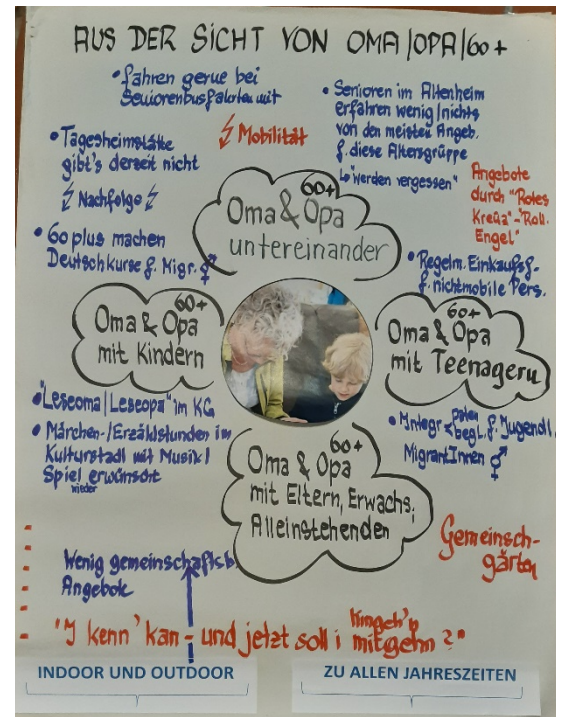 AUS DER SICHT VON OMA/OPA/60+
• fahren gerne bei
Seniorenbusfahrten mit
Mobilität
• Senioren im Altenheim
erfahren wenig/nichts
von den meisten Angeb.
f. diese Altersgruppe
"werden vergessen"
• Tagesheimstätte
gibt's derzeit nicht
Nachfolge
Angebote
durch "Rotes
Kreuz"-"Roll.
Engel"
60+
Oma & Opa
untereinander
• 60 plus machen
Deutschkurse f. Migr.
• Regelm. Einkaufsf.-
f. nichtmobile Pers.
60+
Oma & Opa
mit Kindern
60+
Oma & Opa
mit Teenagern
• "Leseoma/Leseopa" im KG
• Märchen-/Erzählstunden im
Kulturstadl mit Musik/
Spiel erwünscht
wieder
• Integr
paten
begl. f. Jugendl.
MigrantInnen
60+
Oma & Opa
mit Eltern, Erwachs.,
Alleinstehenden
Gemeinsch-
gärten
Wenig gemeinschaftsb.
Angebote
hingeh'n
"I kenn' kan - und jetzt soll i mitgehn?"
INDOOR UND OUTDOOR
ZU ALLEN JAHRESZEITEN